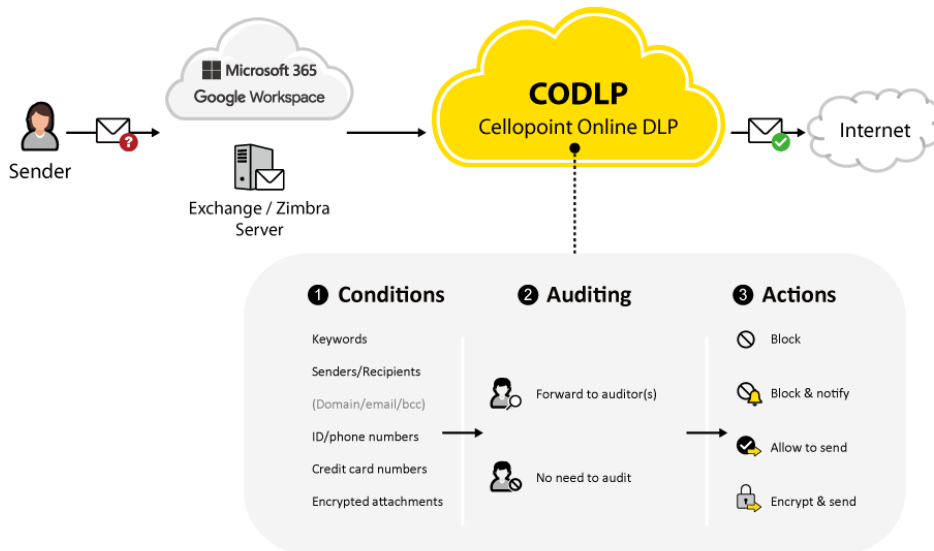 Microsoft 365
Google Workspace
CODLP
Cellopoint Online DLP
?
Internet
Sender
Exchange / Zimbra
Server
1 Conditions
2 Auditing
3 Actions
Keywords
Senders/Recipients
(Domain/email/bcc)
ID/phone numbers
Credit card numbers
Encrypted attachments
Forward to auditor(s)
No need to audit
Block
Block & notify
Allow to send
Encrypt & send